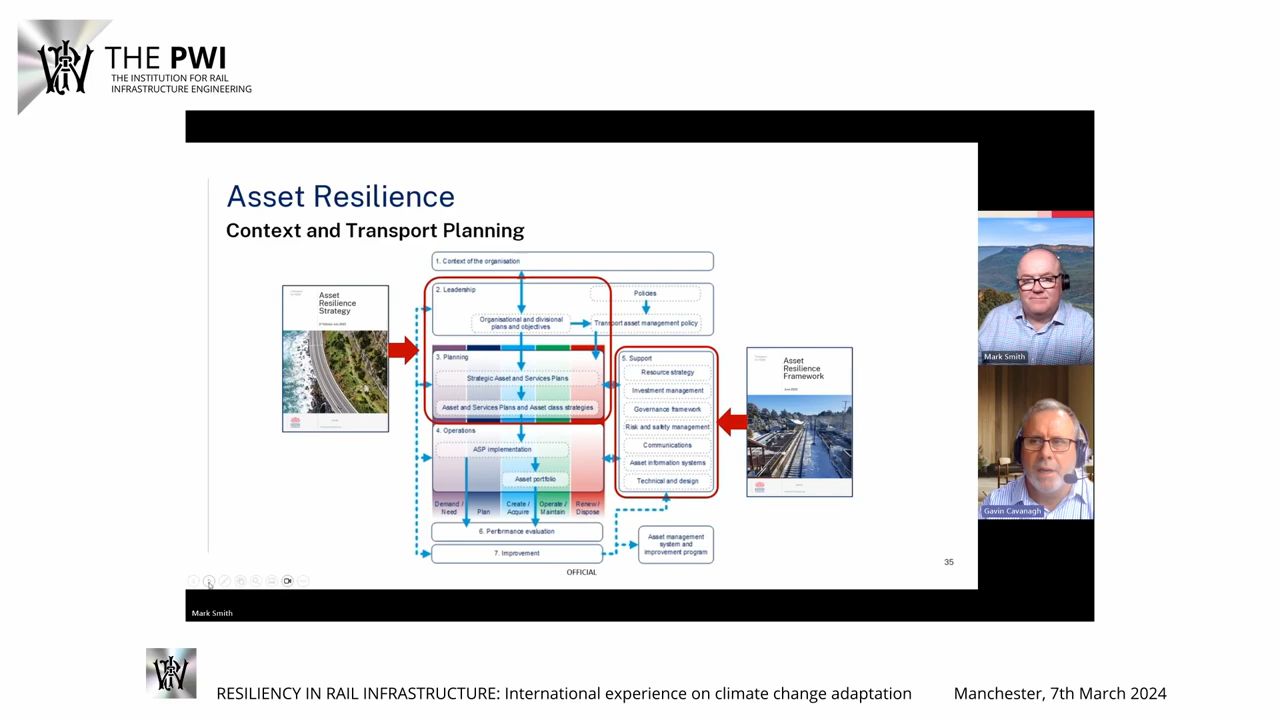 THE PWI
THE INSTITUTION FOR RAIL
INFRASTRUCTURE ENGINEERING
Asset Resilience
Context and Transport Planning
Asset
Resilience
Strategy
1. Context of the organisation
2. Leadership
Policies
Organisational and divisional
plans and objectives
Transport asset management policy
3. Planning
Strategic Asset and Services Plans
Asset and Services Plans and Asset class strategies
4. Operations
ASP implementation
Asset portfolio
Demand /
Need
Plan
Create /
Acquire
Operate /
Maintain
Renew /
Dispose
5. Support
Resource strategy
Investment management
Governance framework
Risk and safety management
Communications
Asset information systems
Technical and design
6. Performance evaluation
7. Improvement
Asset management
system and
improvement program
Asset
Resilience
Framework
OFFICIAL
35
Mark Smith
Gavin Cavanagh
Mark Smith
RESILIENCY IN RAIL INFRASTRUCTURE: International experience on climate change adaptation
Manchester, 7th March 2024